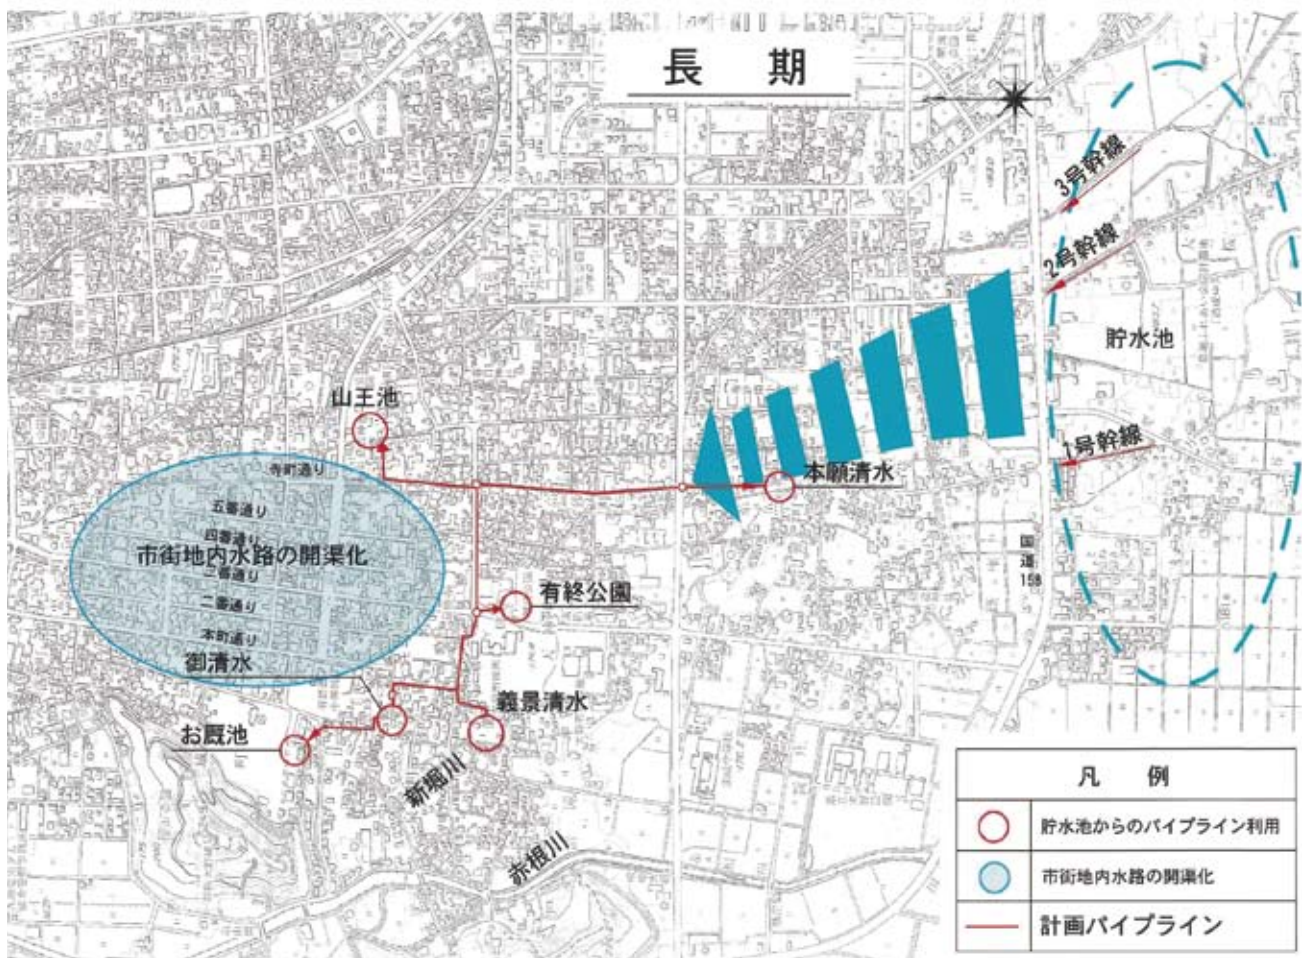 長 期
3号幹線
2号幹線
貯水池
山王池
1号幹線
寺町通り
本願清水
五番通り
四番通り
市街地内水路の開渠化
国道158
三番通り
有終公園
二番通り
本町通り
御清水
義景清水
お厩池
新堀川
赤根川
凡 例
貯水池からのパイプライン利用
市街地内水路の開渠化
計画パイプライン